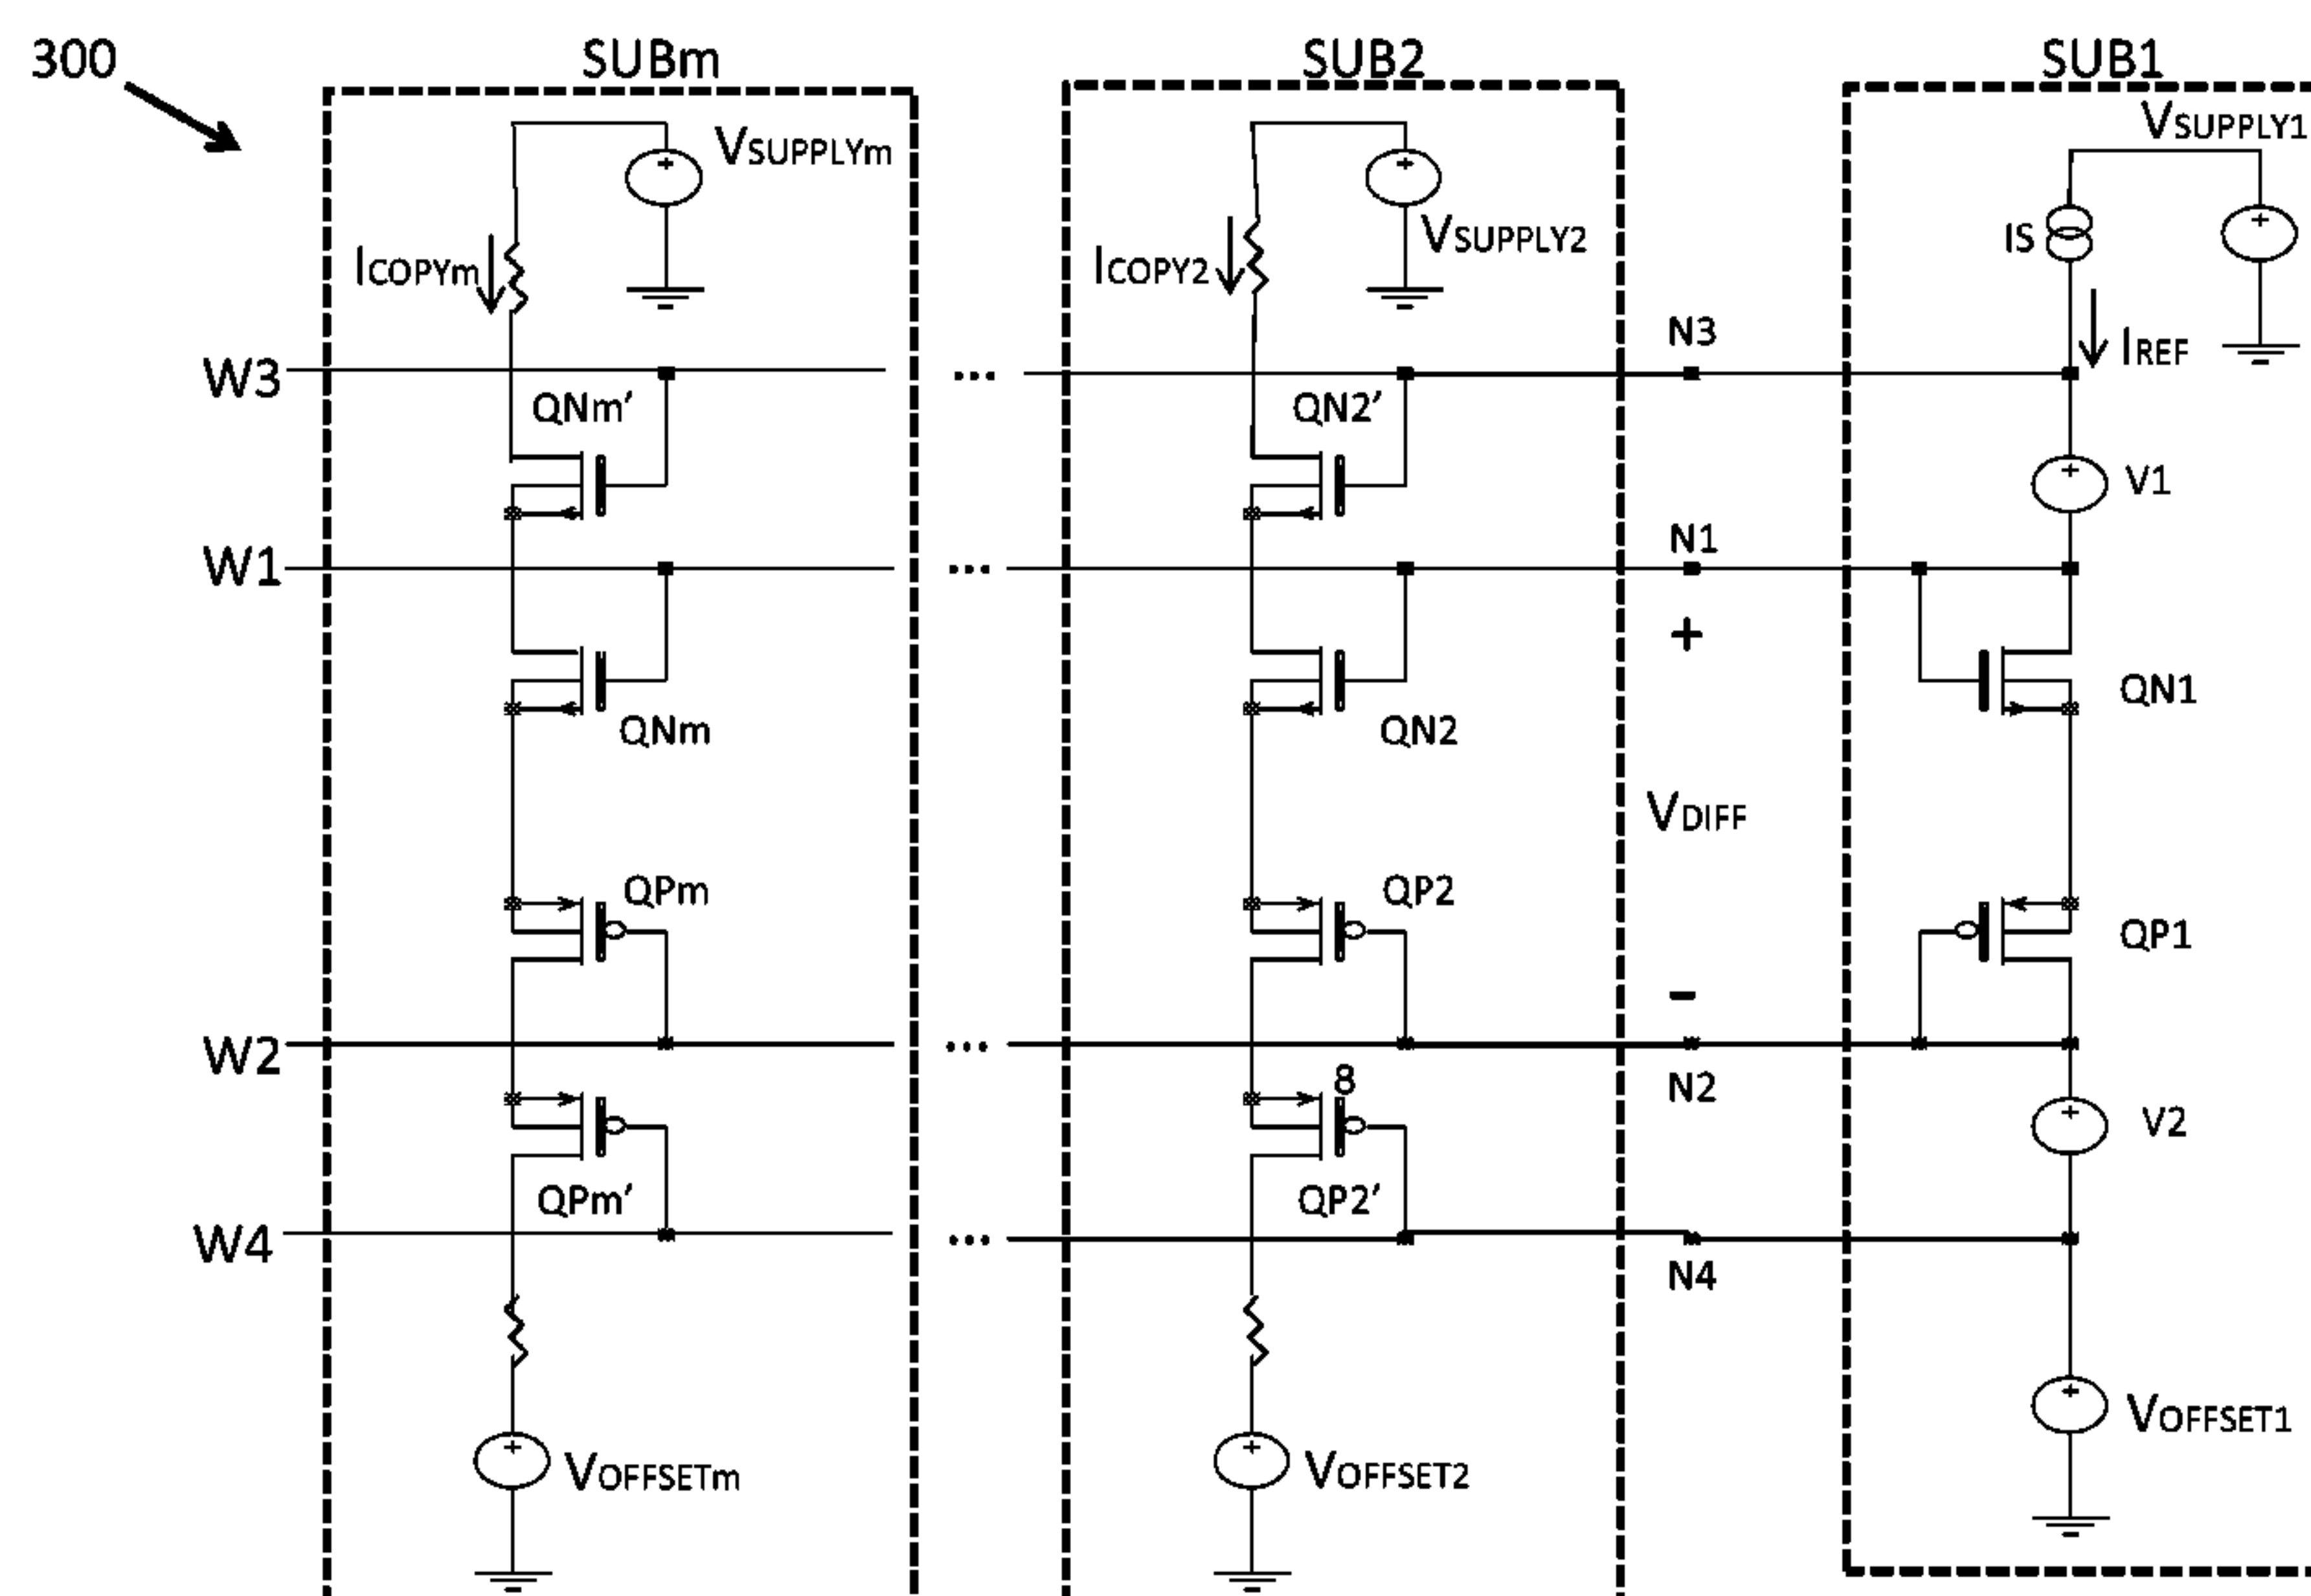 300
SUBm
SUB2
SUB1
VSUPPLYm
VSUPPLY2
VSUPPLY1
ICOPYm
ICOPY2
IS
IREF
W3
N3
QNm'
QN2'
V1
W1
N1
+
QNm
QN2
QN1
VDIFF
QPm
QP2
QP1
-
W2
N2
8
V2
QPm'
QP2'
W4
N4
VOFFSETm
VOFFSET2
VOFFSET1